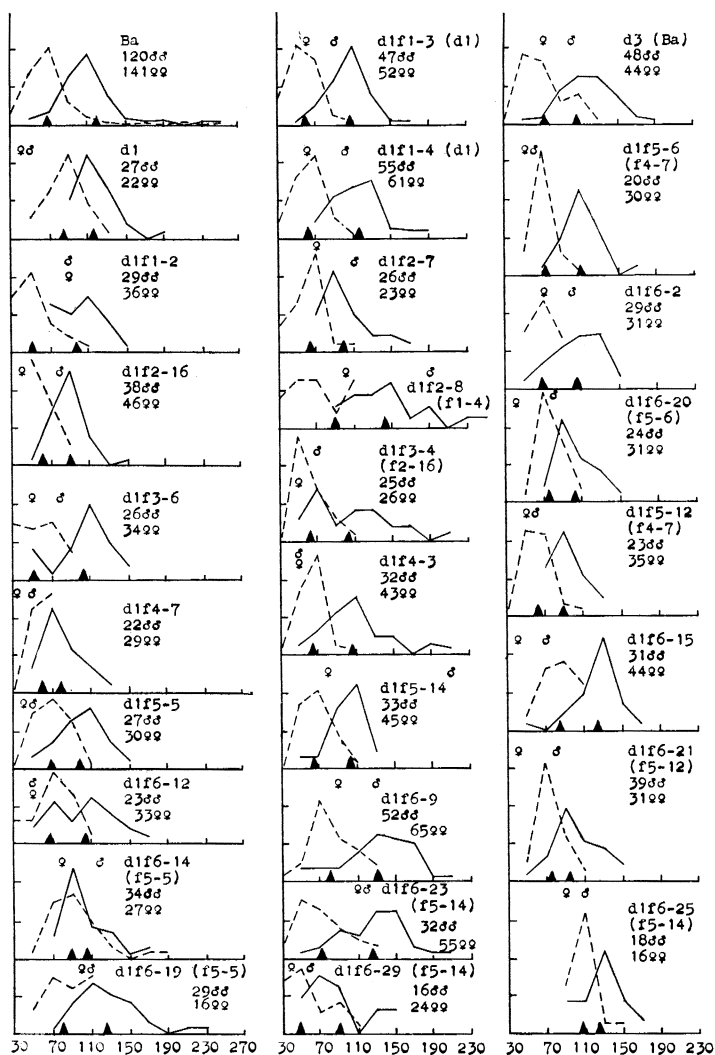 Ba
120♂♂
141♀♀
♀♂
d1
27♂♂
22♀♀
♂
♀
d1f1-2
29♂♂
36♀♀
♀ ♂
d1f2-16
38♂♂
46♀♀
♀ ♂
d1f3-6
26♂♂
34♀♀
♀♂
d1f4-7
22♂♂
29♀♀
♀♂
d1f5-5
27♂♂
30♀♀
♂
♀
d1f6-12
23♂♂
33♀♀
♀ ♂
d1f6-14
(f5-5)
34♂♂
27♀♀
♀♂
d1f6-19 (f5-5)
29♂♂
16♀♀
30 70 110 150 190 230 270
♀ ♂
d1f1-3 (d1)
47♂♂
52♀♀
♀ ♂
d1f1-4 (d1)
55♂♂
61♀♀
♀
♂
d1f2-7
26♂♂
23♀♀
♀ ♂
d1f2-8
(f1-4)
♂
♀
d1f3-4
(f2-16)
25♂♂
26♀♀
♂
♀
d1f4-3
32♂♂
43♀♀
♀ ♂
d1f5-14
33♂♂
45♀♀
♀ ♂
d1f6-9
52♂♂
65♀♀
♀♂
d1f6-23
(f5-14)
32♂♂
55♀♀
♀ ♂
d1f6-29 (f5-14)
16♂♂
24♀♀
30 70 110 150 190 230
♀ ♂
d3 (Ba)
48♂♂
44♀♀
♀ ♂
d1f5-6
(f4-7)
20♂♂
30♀♀
♀ ♂
d1f6-2
29♂♂
31♀♀
♀ ♂
d1f6-20
(f5-6)
24♂♂
31♀♀
♀♂
d1f5-12
(f4-7)
23♂♂
35♀♀
♀ ♂
d1f6-15
31♂♂
44♀♀
♀ ♂
d1f6-21
(f5-12)
39♂♂
31♀♀
♀ ♂
d1f6-25
(f5-14)
18♂♂
16♀♀
30 70 110 150 190 230